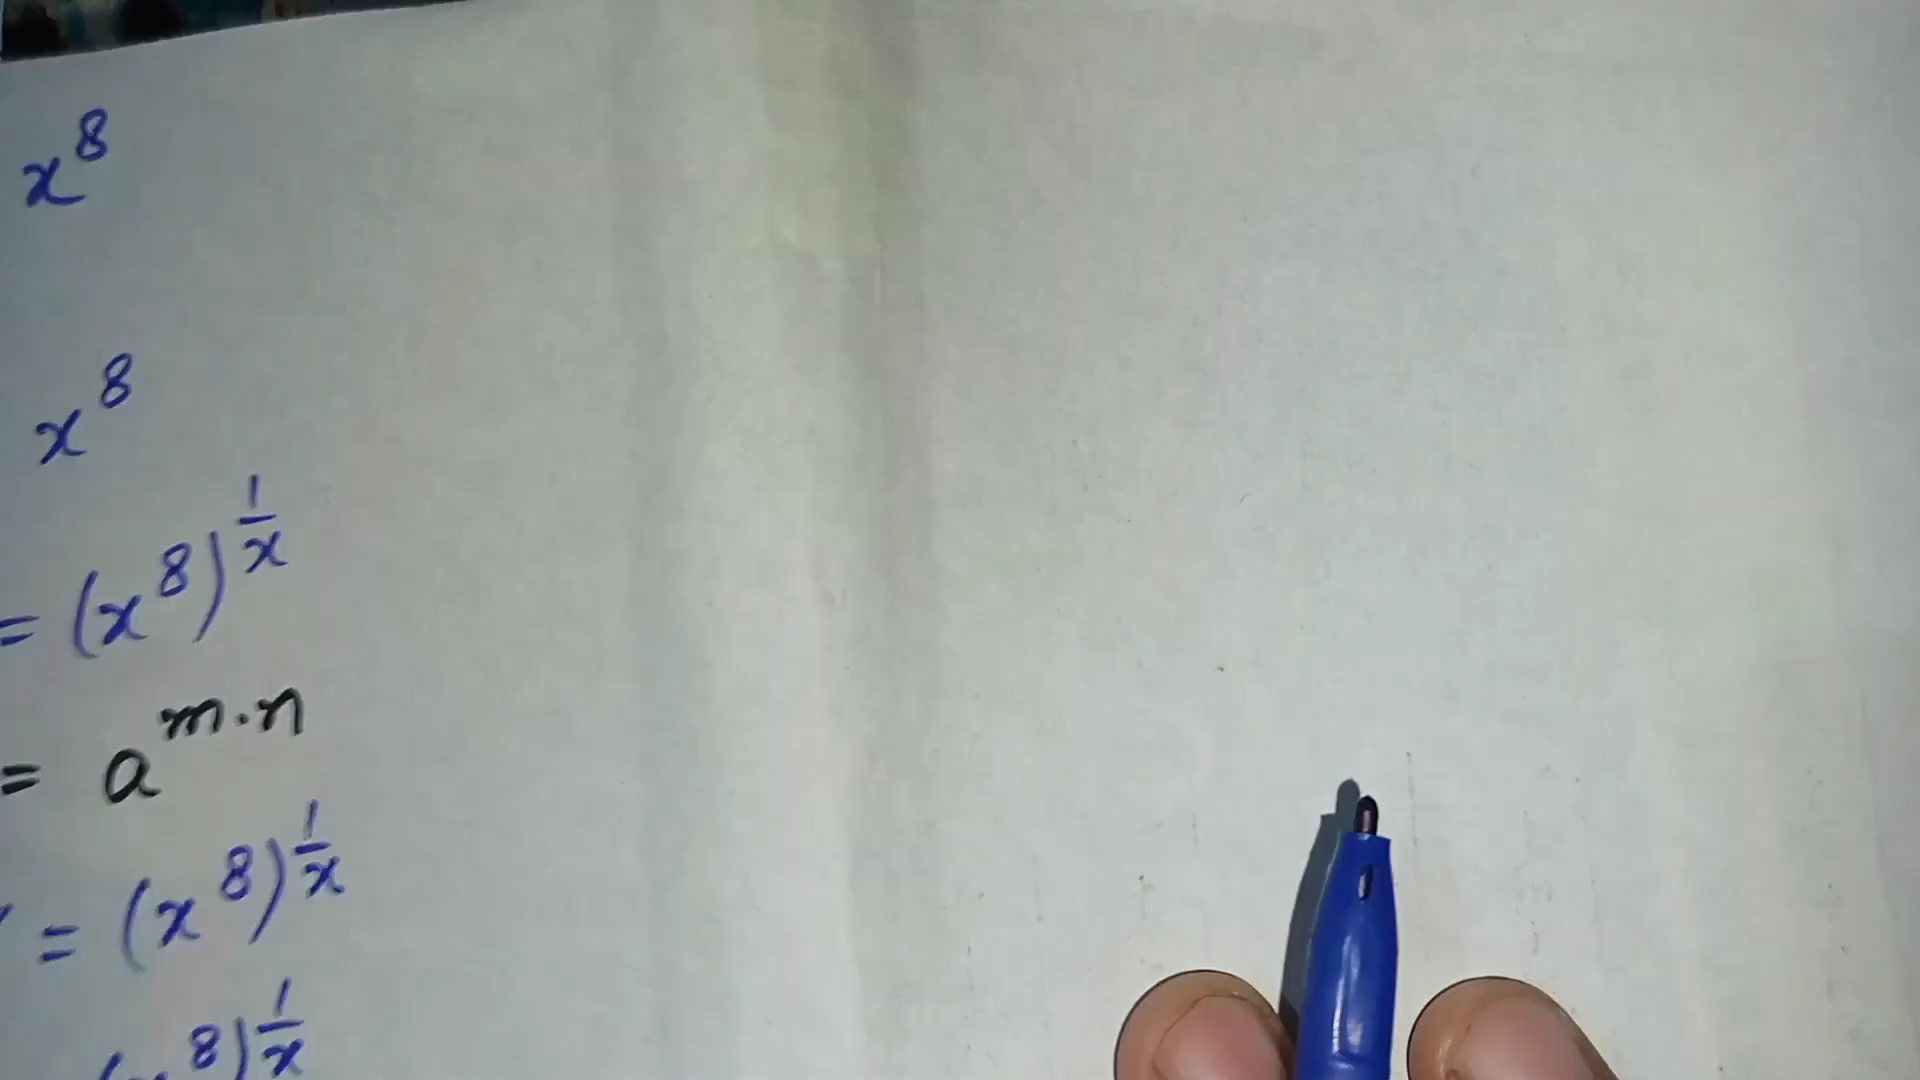 x^8
x^8
= (x^8)^{1/x}
= a^{m·n}
= (x^8)^{1/x}
(x^8)^{1/x}